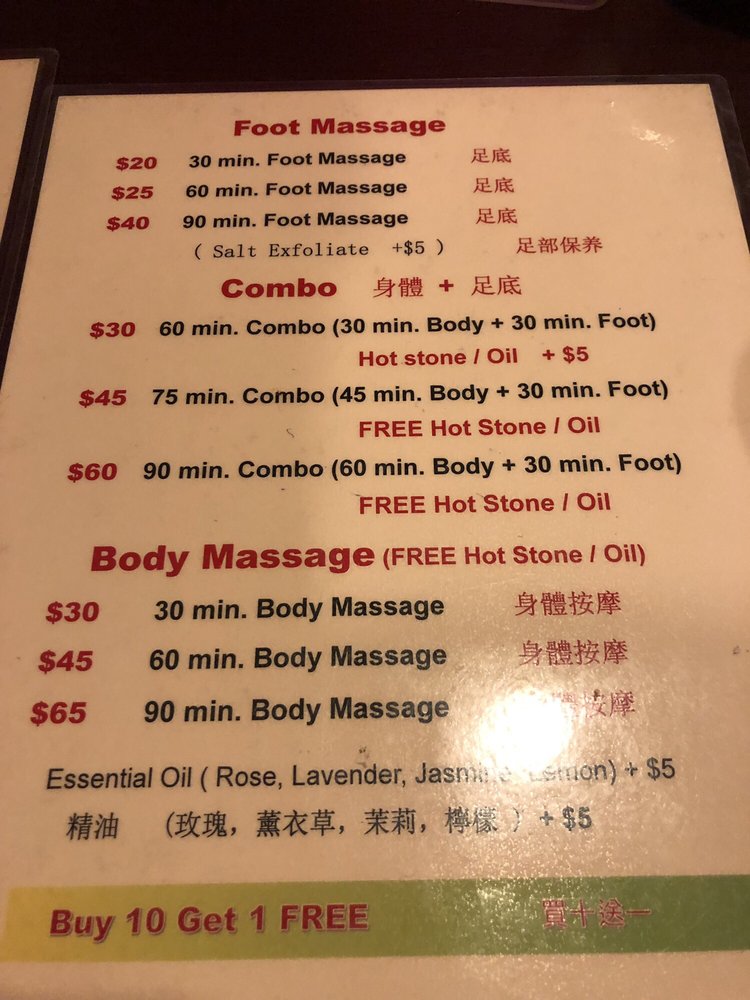 Foot Massage
$20 30 min. Foot Massage 足底
$25 60 min. Foot Massage 足底
$40 90 min. Foot Massage 足底
( Salt Exfoliate +$5 ) 足部保养
Combo 身體 + 足底
$30 60 min. Combo (30 min. Body + 30 min. Foot)
Hot stone / Oil + $5
$45 75 min. Combo (45 min. Body + 30 min. Foot)
FREE Hot Stone / Oil
$60 90 min. Combo (60 min. Body + 30 min. Foot)
FREE Hot Stone / Oil
Body Massage (FREE Hot Stone / Oil)
$30 30 min. Body Massage 身體按摩
$45 60 min. Body Massage 身體按摩
$65 90 min. Body Massage 體按摩
Essential Oil ( Rose, Lavender, Jasmine, Lemon) + $5
精油 (玫瑰，薰衣草，茉莉，檸檬 ) + $5
Buy 10 Get 1 FREE 買十送一